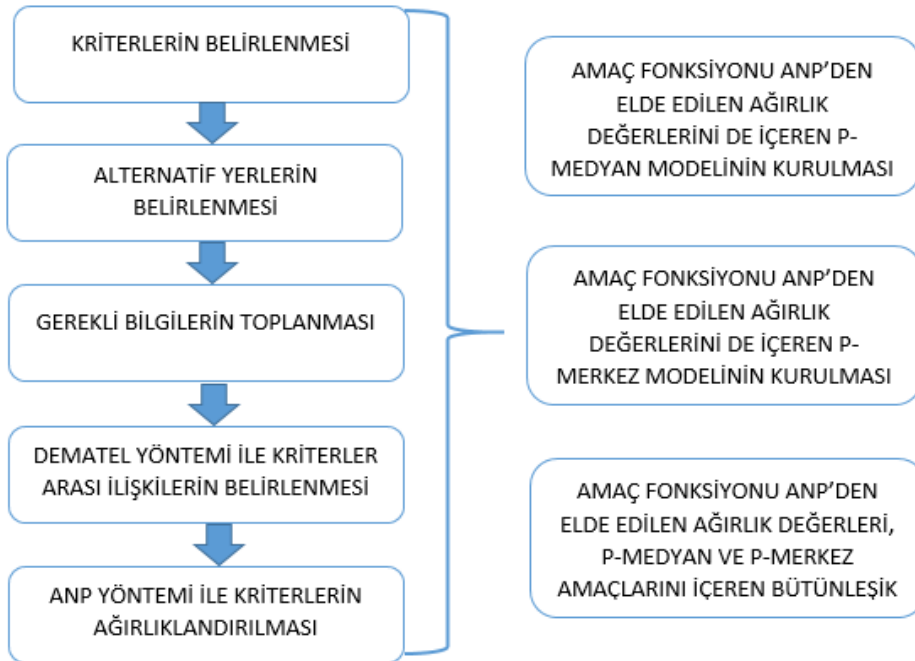 KRİTERLERİN BELİRLENMESİ
ALTERNATİF YERLERİN
BELİRLENMESİ
GEREKLİ BİLGİLERİN TOPLANMASI
DEMATEL YÖNTEMİ İLE KRİTERLER
ARASI İLİŞKİLERİN BELİRLENMESİ
ANP YÖNTEMİ İLE KRİTERLERİN
AĞIRLIKLANDIRILMASI
AMAÇ FONKSİYONU ANP’DEN
ELDE EDİLEN AĞIRLIK
DEĞERLERİNİ DE İÇEREN P-
MEDYAN MODELİNİN KURULMASI
AMAÇ FONKSİYONU ANP’DEN
ELDE EDİLEN AĞIRLIK
DEĞERLERİNİ DE İÇEREN P-
MERKEZ MODELİNİN KURULMASI
AMAÇ FONKSİYONU ANP’DEN
ELDE EDİLEN AĞIRLIK DEĞERLERİ,
P-MEDYAN VE P-MERKEZ
AMAÇLARINI İÇEREN BÜTÜNLEŞİK